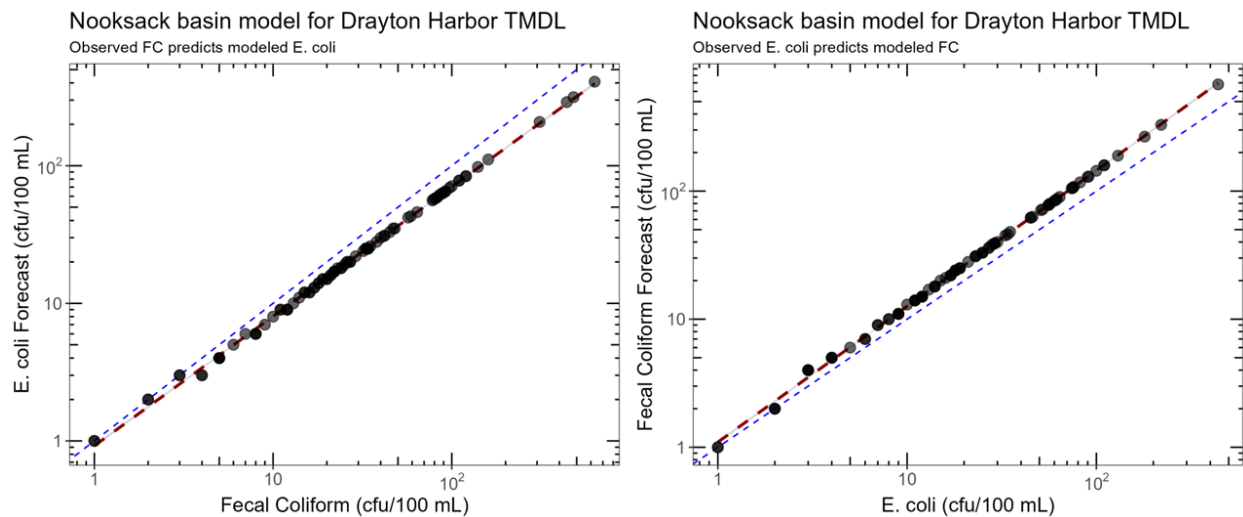 Nooksack basin model for Drayton Harbor TMDL
Observed FC predicts modeled E. coli
E. coli Forecast (cfu/100 mL)
10²
10
1
1
10
10²
Fecal Coliform (cfu/100 mL)
Nooksack basin model for Drayton Harbor TMDL
Observed E. coli predicts modeled FC
Fecal Coliform Forecast (cfu/100 mL)
10²
10
1
1
10
10²
E. coli (cfu/100 mL)